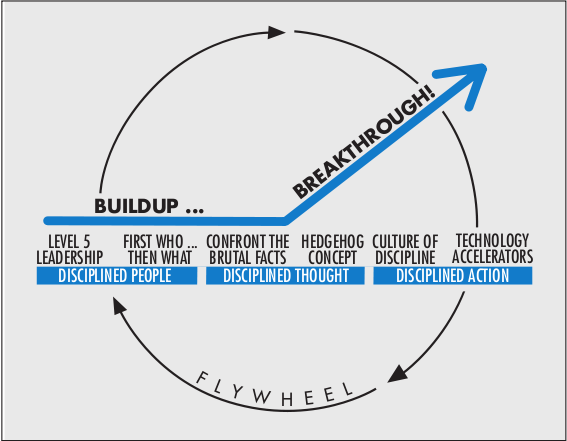 BREAKTHROUGH!
BUILDUP ...
LEVEL 5
LEADERSHIP
FIRST WHO ...
THEN WHAT
CONFRONT THE
BRUTAL FACTS
HEDGEHOG
CONCEPT
CULTURE OF
DISCIPLINE
TECHNOLOGY
ACCELERATORS
DISCIPLINED PEOPLE
DISCIPLINED THOUGHT
DISCIPLINED ACTION
FLYWHEEL